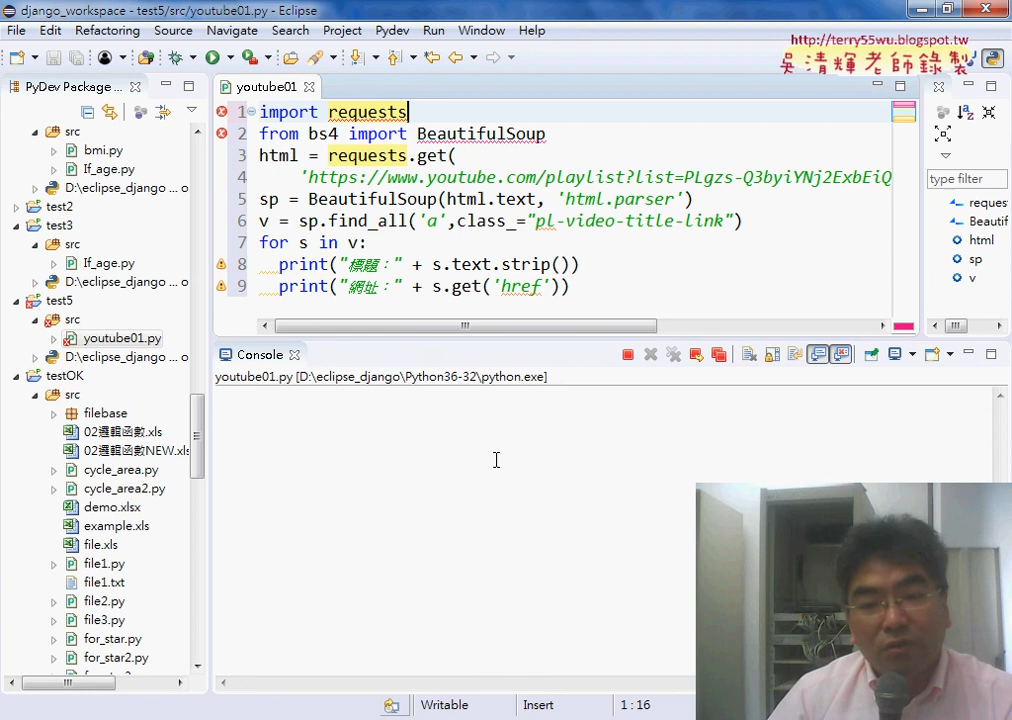 django_workspace - test5/src/youtube01.py - Eclipse
File Edit Refactoring Source Navigate Search Project Pydev Run Window Help
http://terry55wu.blogspot.tw
吳清輝老師錄製
PyDev Package ...
youtube01
src
bmi.py
If_age.py
D:\eclipse_django ... o
test2
test3
src
If_age.py
D:\eclipse_django ... o
test5
src
youtube01.py
D:\eclipse_django ... o
testOK
src
filebase
02邏輯函數.xls
02邏輯函數NEW.xls
cycle_area.py
cycle_area2.py
demo.xlsx
example.xls
file.xls
file1.py
file1.txt
file2.py
file3.py
for_star.py
for_star2.py
1 import requests
2 from bs4 import BeautifulSoup
3 html = requests.get(
4 'https://www.youtube.com/playlist?list=PLgzs-Q3byiYNj2ExbEiQ
5 sp = BeautifulSoup(html.text, 'html.parser')
6 v = sp.find_all('a',class_="pl-video-title-link")
7 for s in v:
8 print("標題：" + s.text.strip())
9 print("網址：" + s.get('href'))
type filter
reques
Beautif
html
sp
v
Console
youtube01.py [D:\eclipse_django\Python36-32\python.exe]
Writable Insert 1 : 16